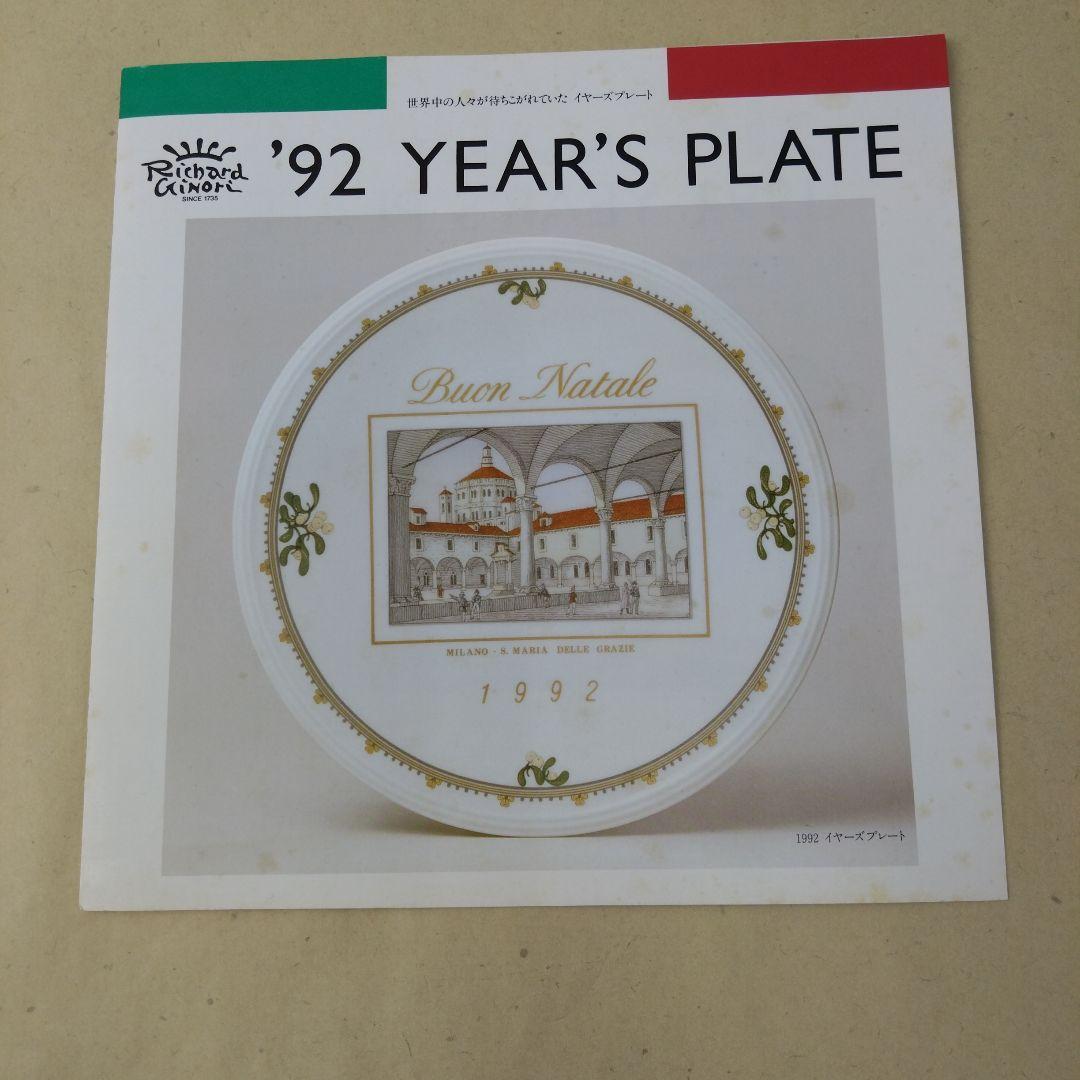 世界中の人々が待ちこがれていた イヤーズプレート
Richard Ginori
SINCE 1735
'92 YEAR'S PLATE
Buon Natale
MILANO - S. MARIA DELLE GRAZIE
1992
1992 イヤーズプレート